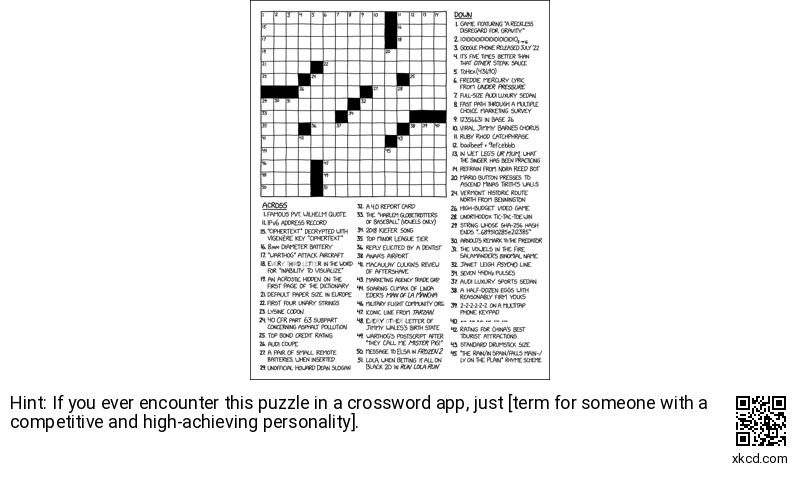 ACROSS
1. FAMOUS PVT. WILHELM QUOTE
11. IPv6 ADDRESS RECORD
15. "CIPHERTEXT" DECRYPTED WITH
VIGENÈRE KEY "CIPHERTEXT"
16. 8mm DIAMETER BATTERY
17. "WARTHOG" ATTACK AIRCRAFT
18. EVERY THIRD LETTER IN THE WORD
FOR "INABILITY TO VISUALIZE"
19. AN ACROSTIC HIDDEN ON THE
FIRST PAGE OF THE DICTIONARY
21. DEFAULT PAPER SIZE IN EUROPE
22. FIRST FOUR UNARY STRINGS
23. LYSINE CODON
24. 40 CFR PART 63 SUBPART
CONCERNING ASPHALT POLLUTION
25. TOP BOND CREDIT RATING
26. AUDI COUPE
27. A PAIR OF SMALL REMOTE
BATTERIES, WHEN INSERTED
29. UNOFFICIAL HOWARD DEAN SLOGAN
32. A 4.0 REPORT CARD
33. THE "HARLEM GLOBETROTTERS
OF BASEBALL" (VOWELS ONLY)
34. 2018 KIEFER SONG
35. TOP MINOR LEAGUE TIER
36. REPLY ELICITED BY A DENTIST
38. ANAA'S AIRPORT
41. MACAULAY CULKIN'S REVIEW
OF AFTERSHAVE
43. MARKETING AGENCY TRADE GRP
44. SOARING CLIMAX OF LINDA
EDER'S MAN OF LA MANCHA
46. MILITARY FLIGHT COMMUNITY ORG.
47. ICONIC LINE FROM TARZAN
48. EVERY OTHER LETTER OF
JIMMY WALES'S BIRTH STATE
49. WARTHOG'S POSTSCRIPT AFTER
"THEY CALL ME MISTER PIG!"
50. MESSAGE TO ELSA IN FROZEN 2
51. LOLA, WHEN BETTING IT ALL ON
BLACK 20 IN RUN LOLA RUN
DOWN
1. GAME FEATURING "A RECKLESS
DISREGARD FOR GRAVITY"
3. GOOGLE PHONE RELEASED JULY '22
4. IT'S FIVE TIMES BETTER THAN
THAT OTHER STEAK SAUCE
5. ToHex(43690)
6. FREDDIE MERCURY LYRIC
FROM UNDER PRESSURE
7. FULL-SIZE AUDI LUXURY SEDAN
8. FAST PATH THROUGH A MULTIPLE
CHOICE MARKETING SURVEY
9. 12356631 IN BASE 26
10. VIRAL JIMMY BARNES CHORUS
11. RUBY RHOD CATCHPHRASE
12. badbeef + 9efcebbb
13. IN WET LEG'S UR MUM, WHAT
THE SINGER HAS BEEN PRACTICING
14. REFRAIN FROM NORA REED BOT
20. MARIO BUTTON PRESSES TO
ASCEND MINAS TIRITH'S WALLS
24. VERMONT HISTORIC ROUTE
NORTH FROM BENNINGTON
26. HIGH-BUDGET VIDEO GAME
28. UNORTHODOX TIC-TAC-TOE WIN
29. STRING WHOSE SHA-256 HASH
30. ARNOLD'S REMARK TO THE PREDATOR
31. THE VOWELS IN THE FIRE
SALAMANDER'S BINOMIAL NAME
32. JANET LEIGH PSYCHO LINE
34. SEVEN 440Hz PULSES
37. AUDI LUXURY SPORTS SEDAN
38. A HALF-DOZEN EGGS WITH
REASONABLY FIRM YOLKS
39. 2-2-2-2-2-2 ON A MULTITAP
PHONE KEYPAD
42. RATING FOR CHINA'S BEST
TOURIST ATTRACTIONS
43. STANDARD DRUMSTICK SIZE
45. "THE RAIN/IN SPAIN/FALLS MAIN-/
LY ON THE PLAIN" RHYME SCHEME
Hint: If you ever encounter this puzzle in a crossword app, just [term for someone with a
competitive and high-achieving personality].
xkcd.com